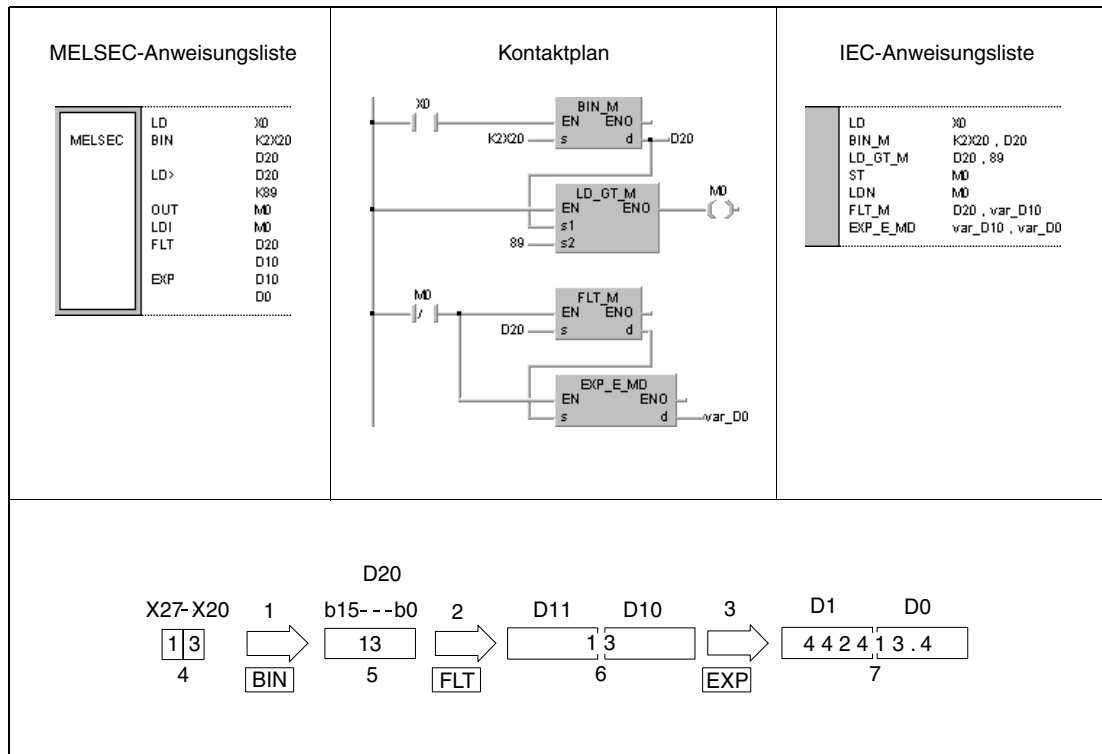 MELSEC-Anweisungsliste
MELSEC
LD X0
BIN K2X20
D20
LD> D20
K89
OUT M0
LDI M0
FLT D20
D10
EXP D10
D0
Kontaktplan
X0
BIN_M
EN ENO
K2X20 s d D20
LD_GT_M
M0
EN ENO
s1
89 s2
M0
FLT_M
EN ENO
D20 s d
EXP_E_MD
EN ENO
s d var_D0
IEC-Anweisungsliste
LD X0
BIN_M K2X20 , D20
LD_GT_M D20 , 89
ST M0
LDN M0
FLT_M D20 , var_D10
EXP_E_MD var_D10 , var_D0
D20
X27-X20 1 b15---b0 2 D11 D10 3 D1 D0
1 3 13 1 3 4 4 2 4 1 3 . 4
4 BIN 5 FLT 6 EXP 7